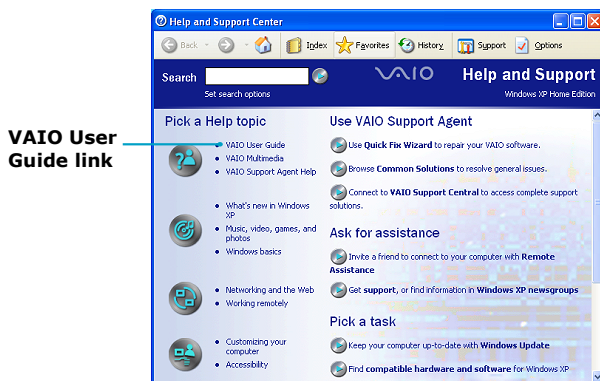 VAIO User
Guide link
Help and Support Center
Back
Index
Favorites
History
Support
Options
Search
Set search options
VAIO
Help and Support
Windows XP Home Edition
Pick a Help topic
VAIO User Guide
VAIO Multimedia
VAIO Support Agent Help
What's new in Windows
XP
Music, video, games, and
photos
Windows basics
Networking and the Web
Working remotely
Customizing your
computer
Accessibility
Use VAIO Support Agent
Use Quick Fix Wizard to repair your VAIO software.
Browse Common Solutions to resolve general issues.
Connect to VAIO Support Central to access complete support
solutions.
Ask for assistance
Invite a friend to connect to your computer with Remote
Assistance
Get support, or find information in Windows XP newsgroups
Pick a task
Keep your computer up-to-date with Windows Update
Find compatible hardware and software for Windows XP